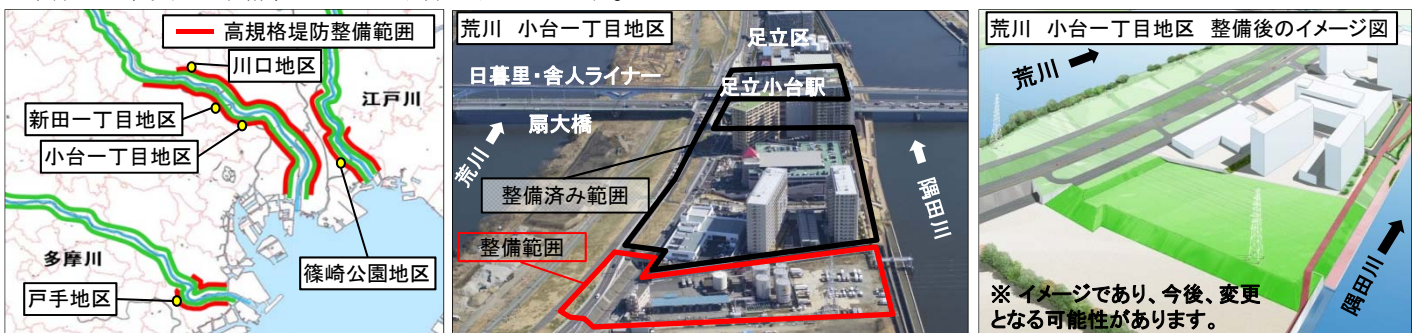 高規格堤防整備範囲
川口地区
江戸川
新田一丁目地区
小台一丁目地区
多摩川
戸手地区
篠崎公園地区
荒川 小台一丁目地区
足立区
日暮里・舎人ライナー
足立小台駅
扇大橋
荒川
整備済み範囲
隅田川
整備範囲
荒川 小台一丁目地区 整備後のイメージ図
荒川
隅田川
※ イメージであり、今後、変更
となる可能性があります。